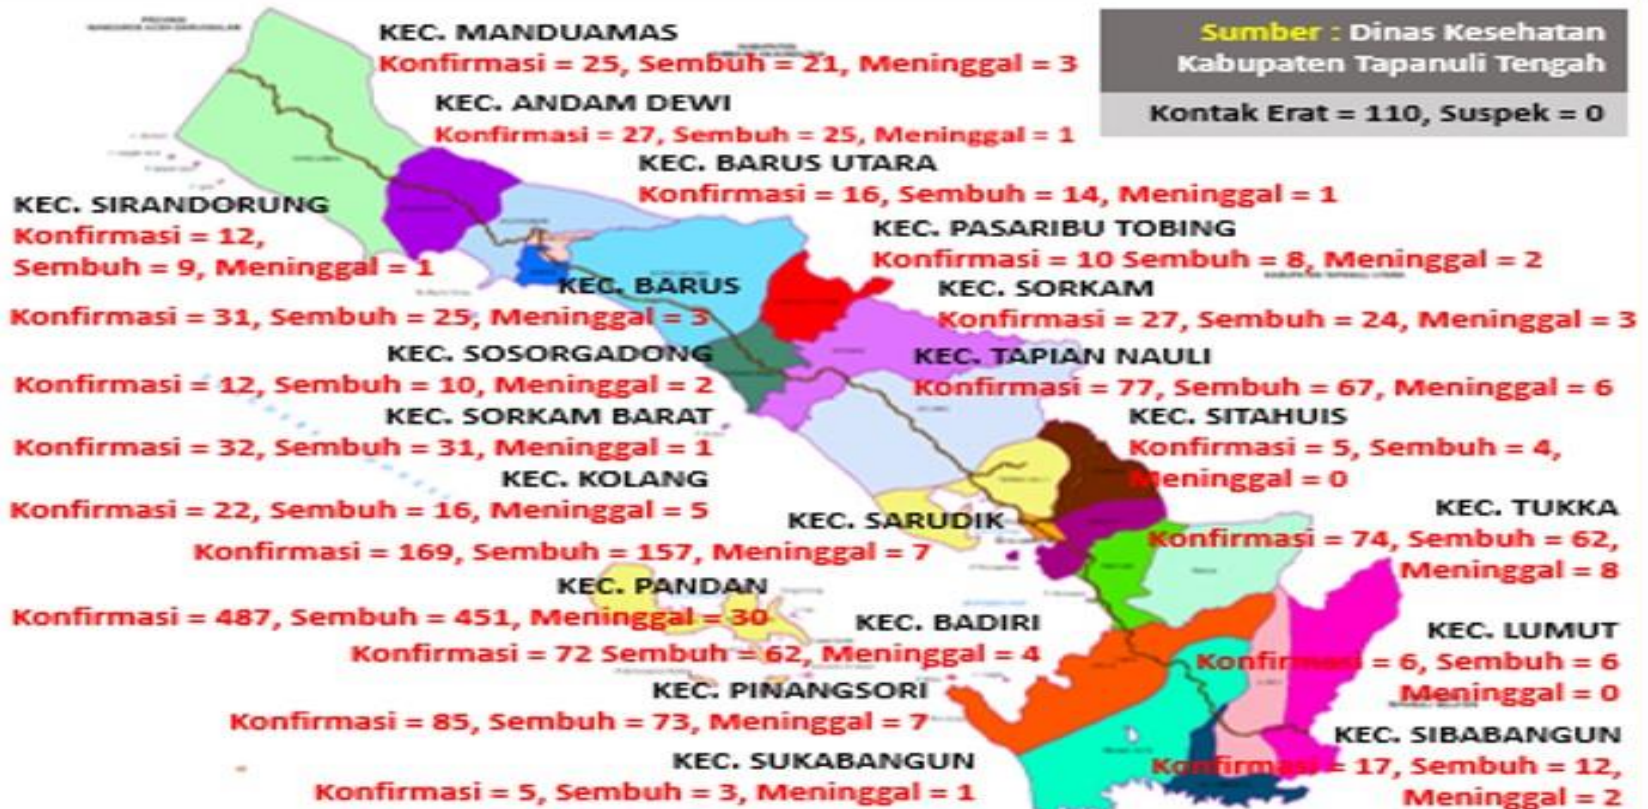 KEC. MANDUAMAS
Konfirmasi = 25, Sembuh = 21, Meninggal = 3
Sumber : Dinas Kesehatan
Kabupaten Tapanuli Tengah
Kontak Erat = 110, Suspek = 0
KEC. ANDAM DEWI
Konfirmasi = 27, Sembuh = 25, Meninggal = 1
KEC. BARUS UTARA
Konfirmasi = 16, Sembuh = 14, Meninggal = 1
KEC. SIRANDORUNG
Konfirmasi = 12,
Sembuh = 9, Meninggal = 1
KEC. PASARIBU TOBING
Konfirmasi = 10 Sembuh = 8, Meninggal = 2
KEC. BARUS
Konfirmasi = 31, Sembuh = 25, Meninggal = 3
KEC. SORKAM
Konfirmasi = 27, Sembuh = 24, Meninggal = 3
KEC. SOSORGADONG
Konfirmasi = 12, Sembuh = 10, Meninggal = 2
KEC. TAPIAN NAULI
Konfirmasi = 77, Sembuh = 67, Meninggal = 6
KEC. SORKAM BARAT
Konfirmasi = 32, Sembuh = 31, Meninggal = 1
KEC. SITAHUIS
Konfirmasi = 5, Sembuh = 4,
Meninggal = 0
KEC. KOLANG
Konfirmasi = 22, Sembuh = 16, Meninggal = 5
KEC. SARUDIK
Konfirmasi = 169, Sembuh = 157, Meninggal = 7
KEC. TUKKA
Konfirmasi = 74, Sembuh = 62,
Meninggal = 8
KEC. PANDAN
Konfirmasi = 487, Sembuh = 451, Meninggal = 30
KEC. BADIRI
Konfirmasi = 72 Sembuh = 62, Meninggal = 4
KEC. LUMUT
Konfirmasi = 6, Sembuh = 6
Meninggal = 0
KEC. PINANGSORI
Konfirmasi = 85, Sembuh = 73, Meninggal = 7
KEC. SIBABANGUN
Konfirmasi = 17, Sembuh = 12,
Meninggal = 2
KEC. SUKABANGUN
Konfirmasi = 5, Sembuh = 3, Meninggal = 1